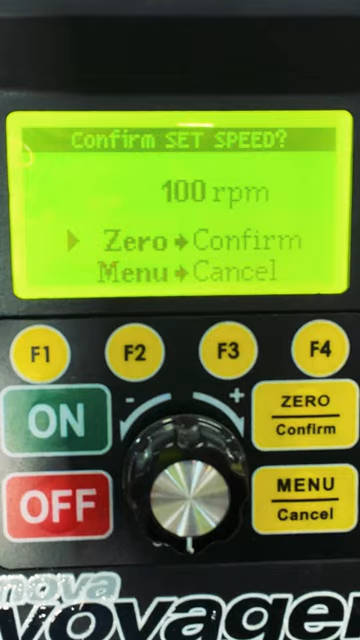 Confirm SET SPEED?
100 rpm
Zero→Confirm
Menu→Cancel
F1 F2 F3 F4
ON - + ZERO
Confirm
OFF MENU
Cancel
nova
voyager